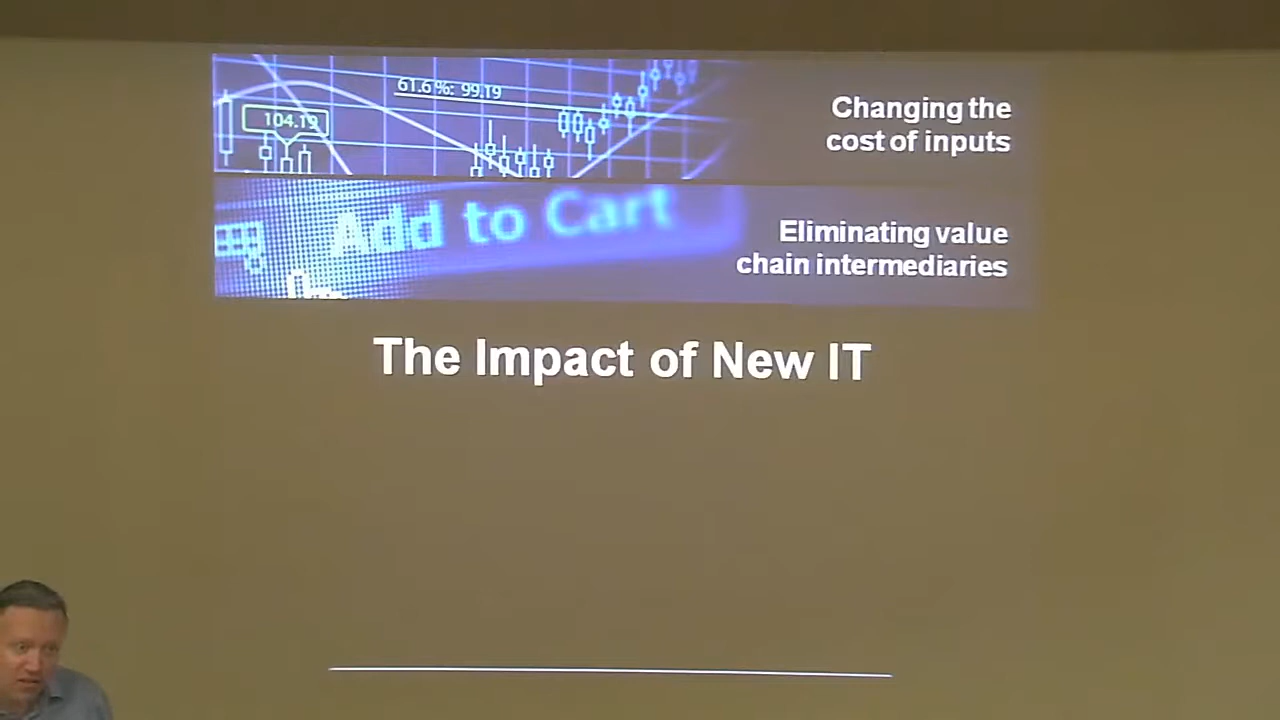 61.6%: 99.19
104.19
Changing the
cost of inputs
Add to Cart
Eliminating value
chain intermediaries
The Impact of New IT